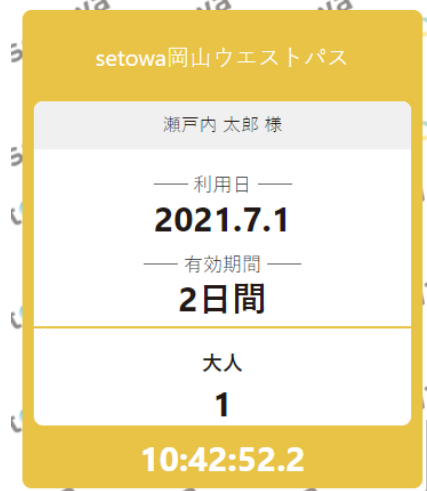 setowa岡山ウエストパス
瀬戸内 太郎 様
利用日
2021.7.1
有効期間
2日間
大人
1
10:42:52.2